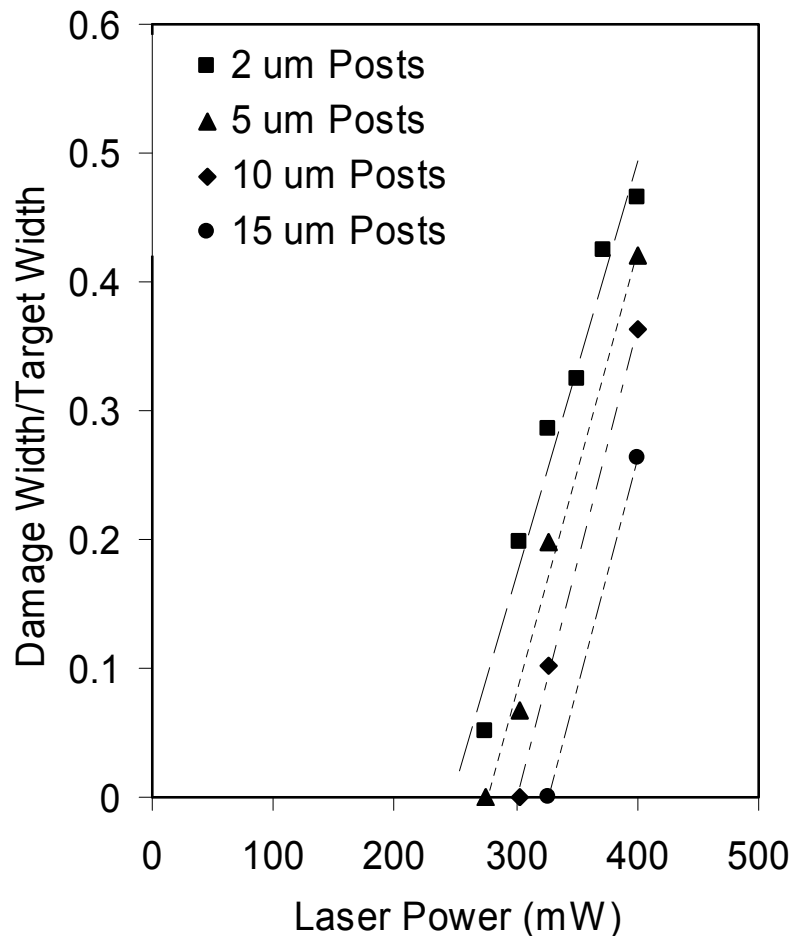 0.6
2 um Posts
5 um Posts
0.5
10 um Posts
15 um Posts
0.4
0.3
0.2
0.1
0
Damage Width/Target Width
0 100 200 300 400 500
Laser Power (mW)